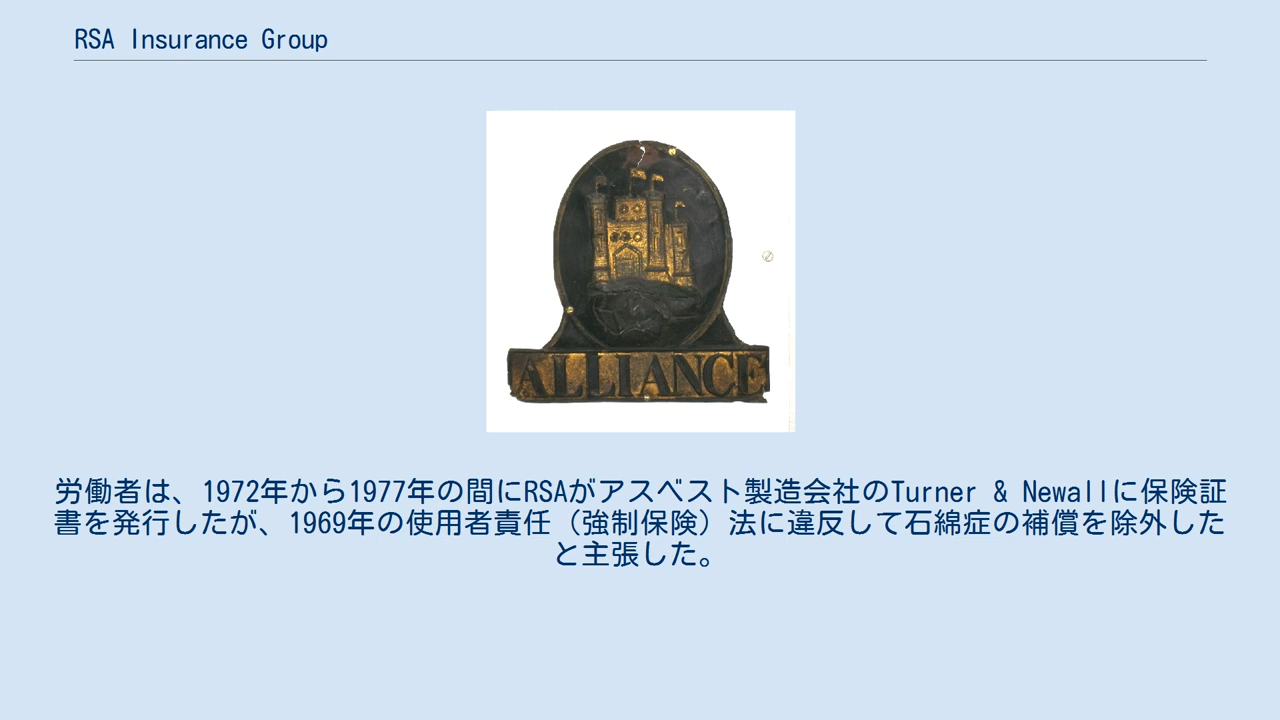 RSA Insurance Group
ALLIANCE
労働者は、1972年から1977年の間にRSAがアスベスト製造会社のTurner & Newallに保険証
書を発行したが、1969年の使用者責任（強制保険）法に違反して石綿症の補償を除外した
と主張した。